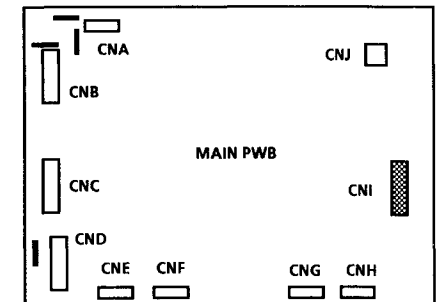 CNA
CNJ
CNB
MAIN PWB
CNC
CNI
CND
CNE CNF CNG CNH